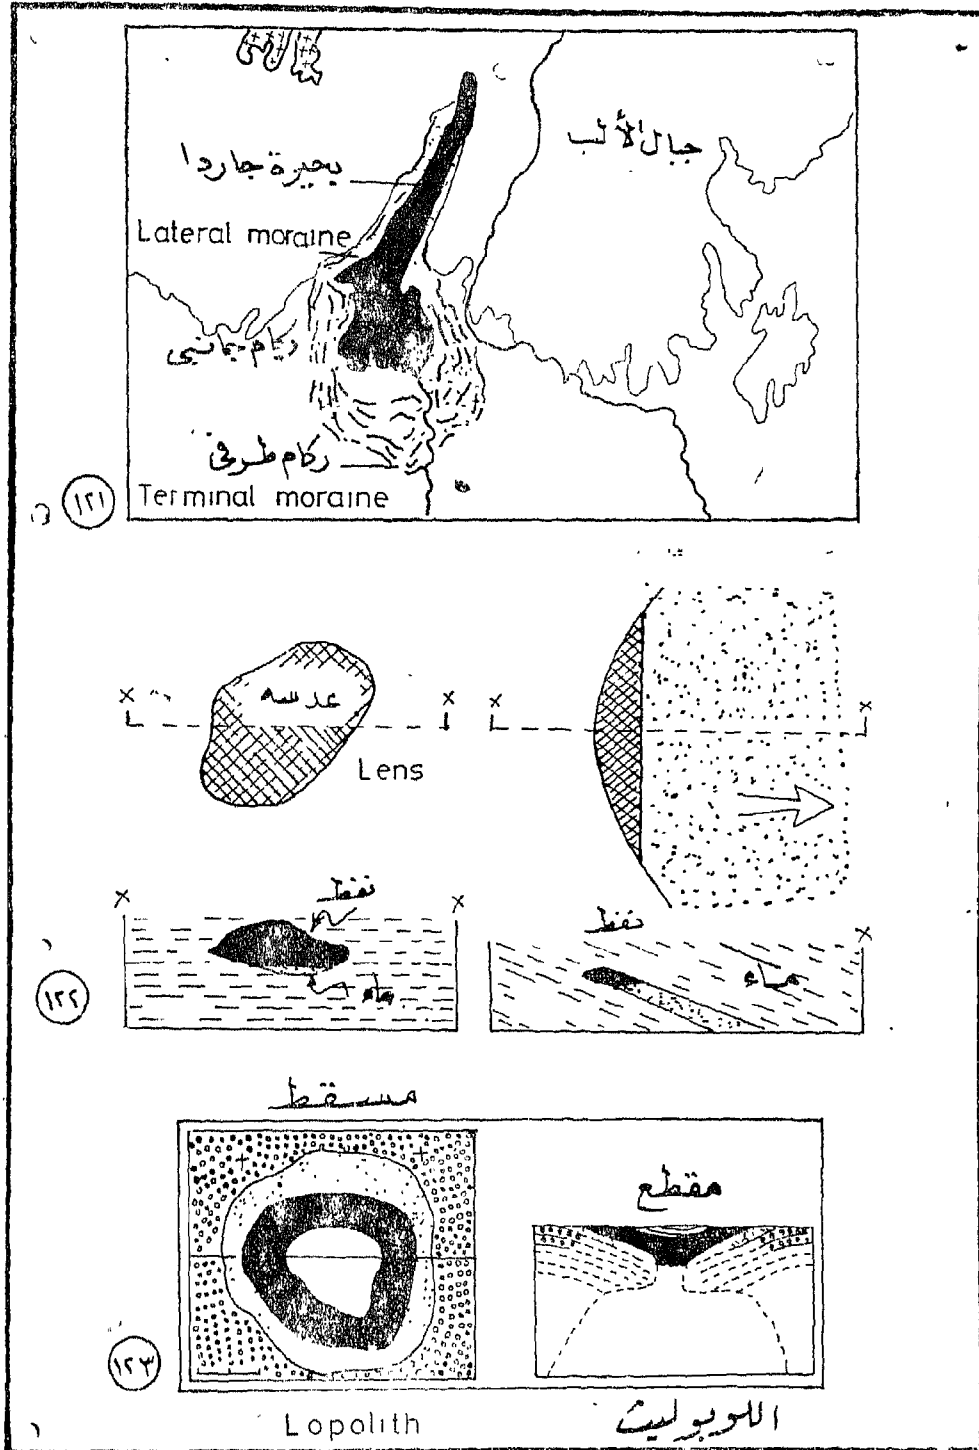 جبال الألب
بحيرة جاردا
Lateral moraine
ركام جانبي
ركام طرفي
Terminal moraine
١٢١
x x x x
عدسه
Lens
x نفط x نفط x
ماء ماء
١٢٢
مسقط
مقطع
١٢٣
Lopolith اللوبوليث